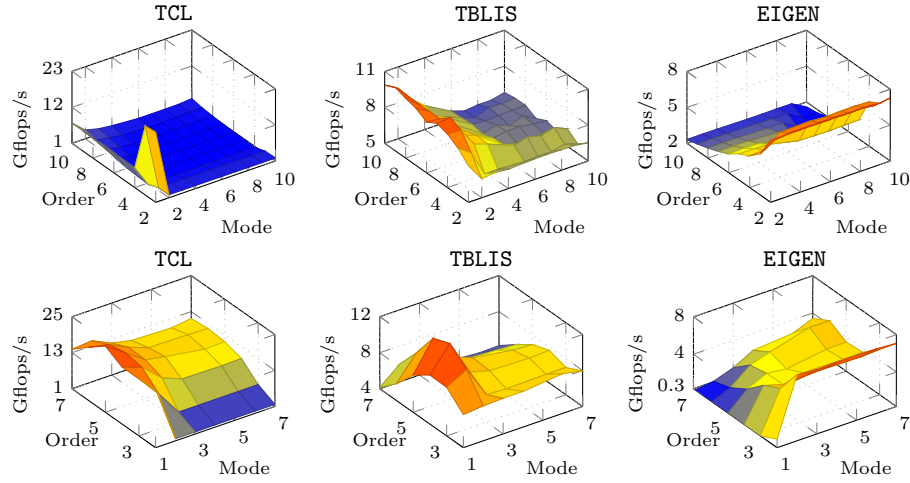 TCL TBLIS EIGEN
23 11 8
12 8 5
1 5 2
Gflops/s Gflops/s Gflops/s
10 8 6 4 2 10 8 6 4 2 10 8 6 4 2
Order Order Order
2 4 6 8 10 2 4 6 8 10 2 4 6 8 10
Mode Mode Mode
TCL TBLIS EIGEN
25 12 8
13 8 4
1 4 0.3
Gflops/s Gflops/s Gflops/s
7 5 3 7 5 3 7 5 3
Order Order Order
1 3 5 7 1 3 5 7 1 3 5 7
Mode Mode Mode